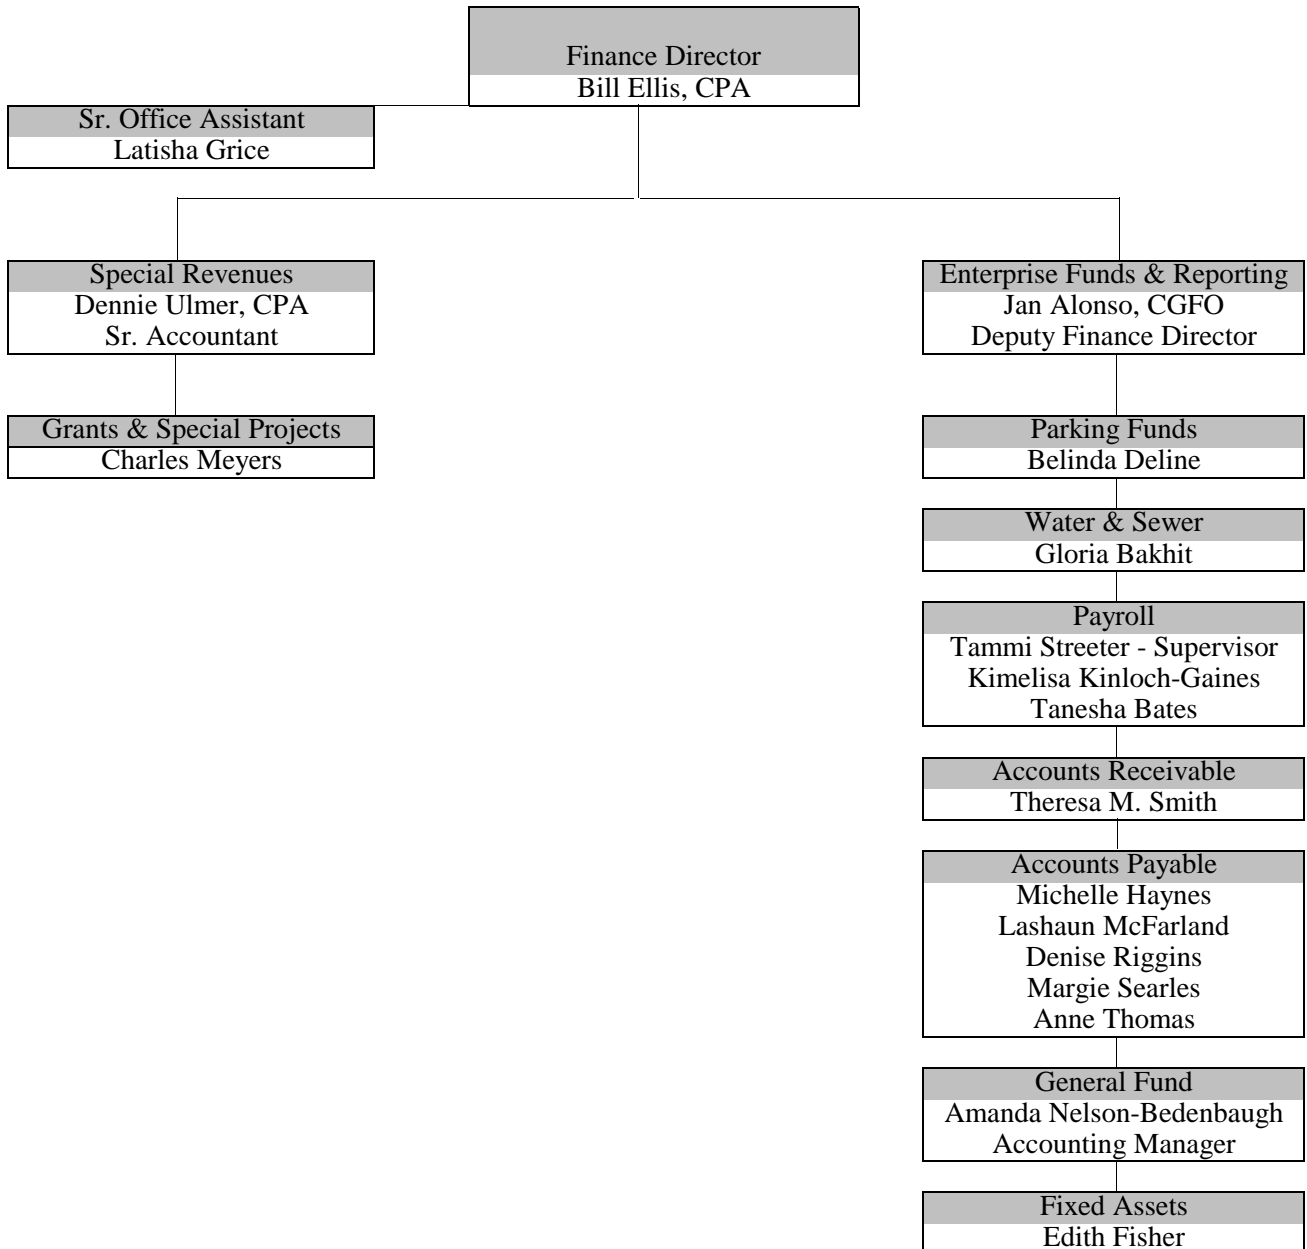 Finance Director
Bill Ellis, CPA
Sr. Office Assistant
Latisha Grice
Special Revenues
Dennie Ulmer, CPA
Sr. Accountant
Grants & Special Projects
Charles Meyers
Enterprise Funds & Reporting
Jan Alonso, CGFO
Deputy Finance Director
Parking Funds
Belinda Deline
Water & Sewer
Gloria Bakhit
Payroll
Tammi Streeter - Supervisor
Kimelisa Kinloch-Gaines
Tanesha Bates
Accounts Receivable
Theresa M. Smith
Accounts Payable
Michelle Haynes
Lashaun McFarland
Denise Riggins
Margie Searles
Anne Thomas
General Fund
Amanda Nelson-Bedenbaugh
Accounting Manager
Fixed Assets
Edith Fisher